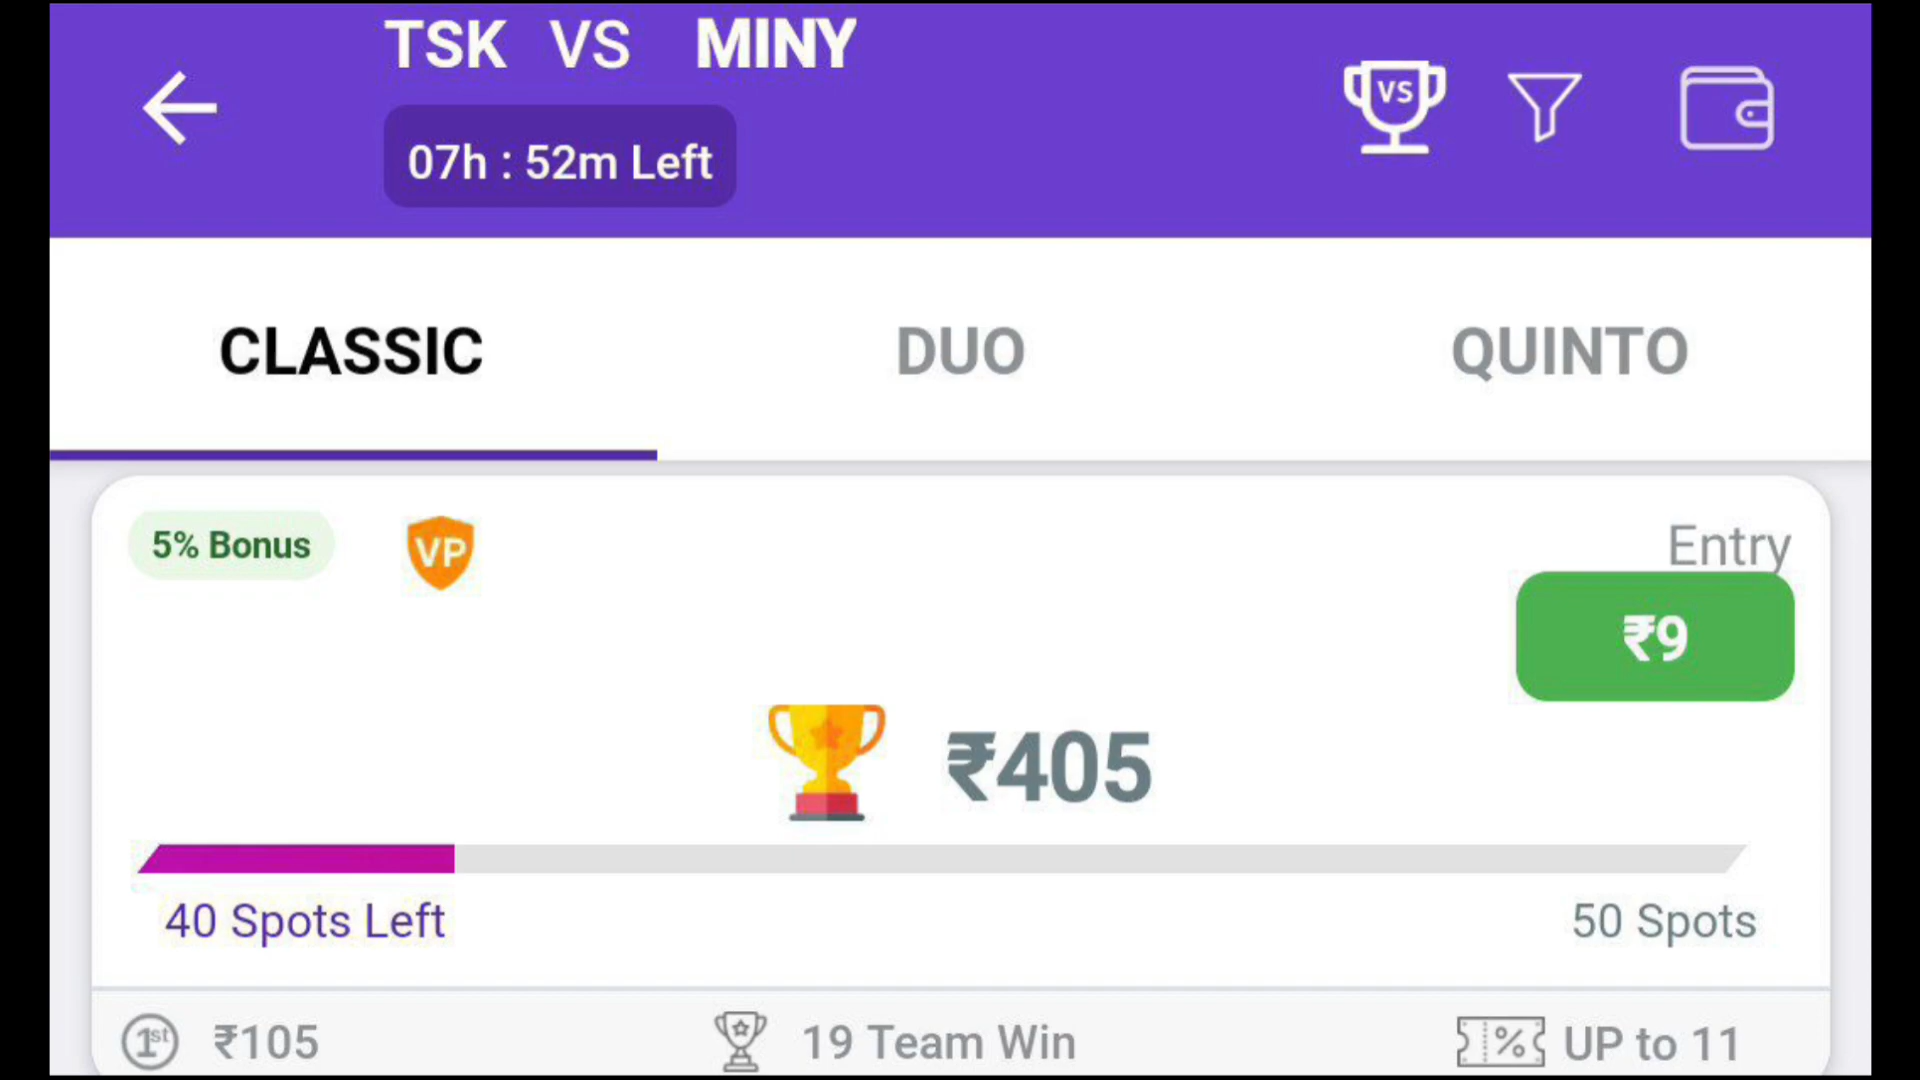 TSK VS MINY
VS
07h : 52m Left
CLASSIC DUO QUINTO
5% Bonus VP Entry
₹9
₹405
40 Spots Left 50 Spots
1st ₹105 19 Team Win % UP to 11